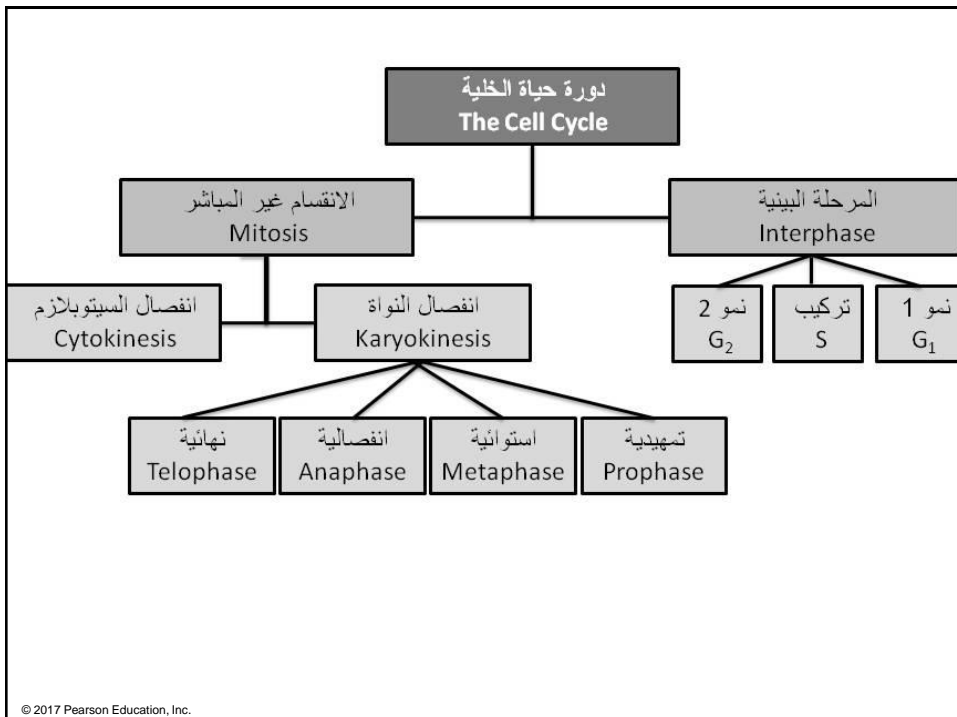 دورة حياة الخلية
The Cell Cycle
المرحلة البينية
Interphase
الانقسام غير المباشر
Mitosis
نمو 1
G₁
تركيب
S
نمو 2
G₂
انفصال النواة
Karyokinesis
انفصال السيتوبلازم
Cytokinesis
تمهيدية
Prophase
استوائية
Metaphase
انفصالية
Anaphase
نهائية
Telophase
© 2017 Pearson Education, Inc.